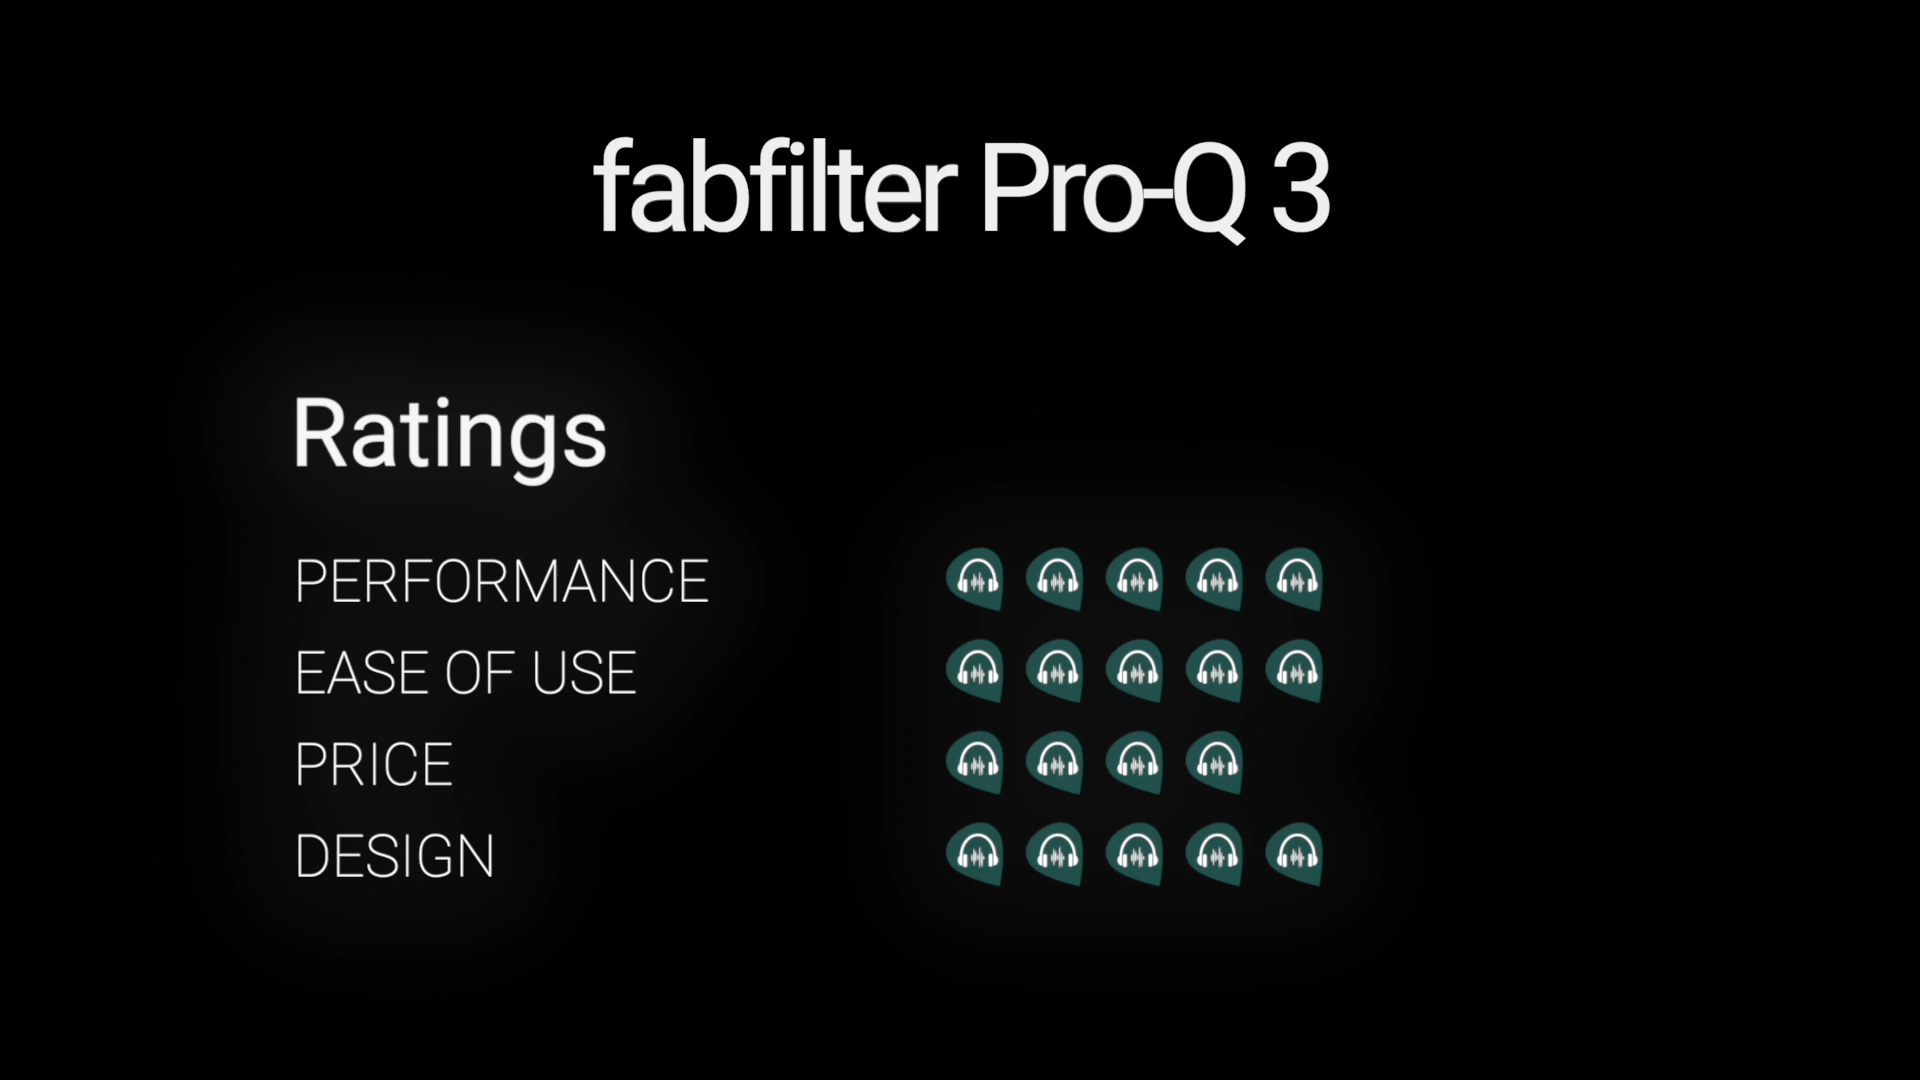 fabfilter Pro-Q 3
Ratings
PERFORMANCE
EASE OF USE
PRICE
DESIGN